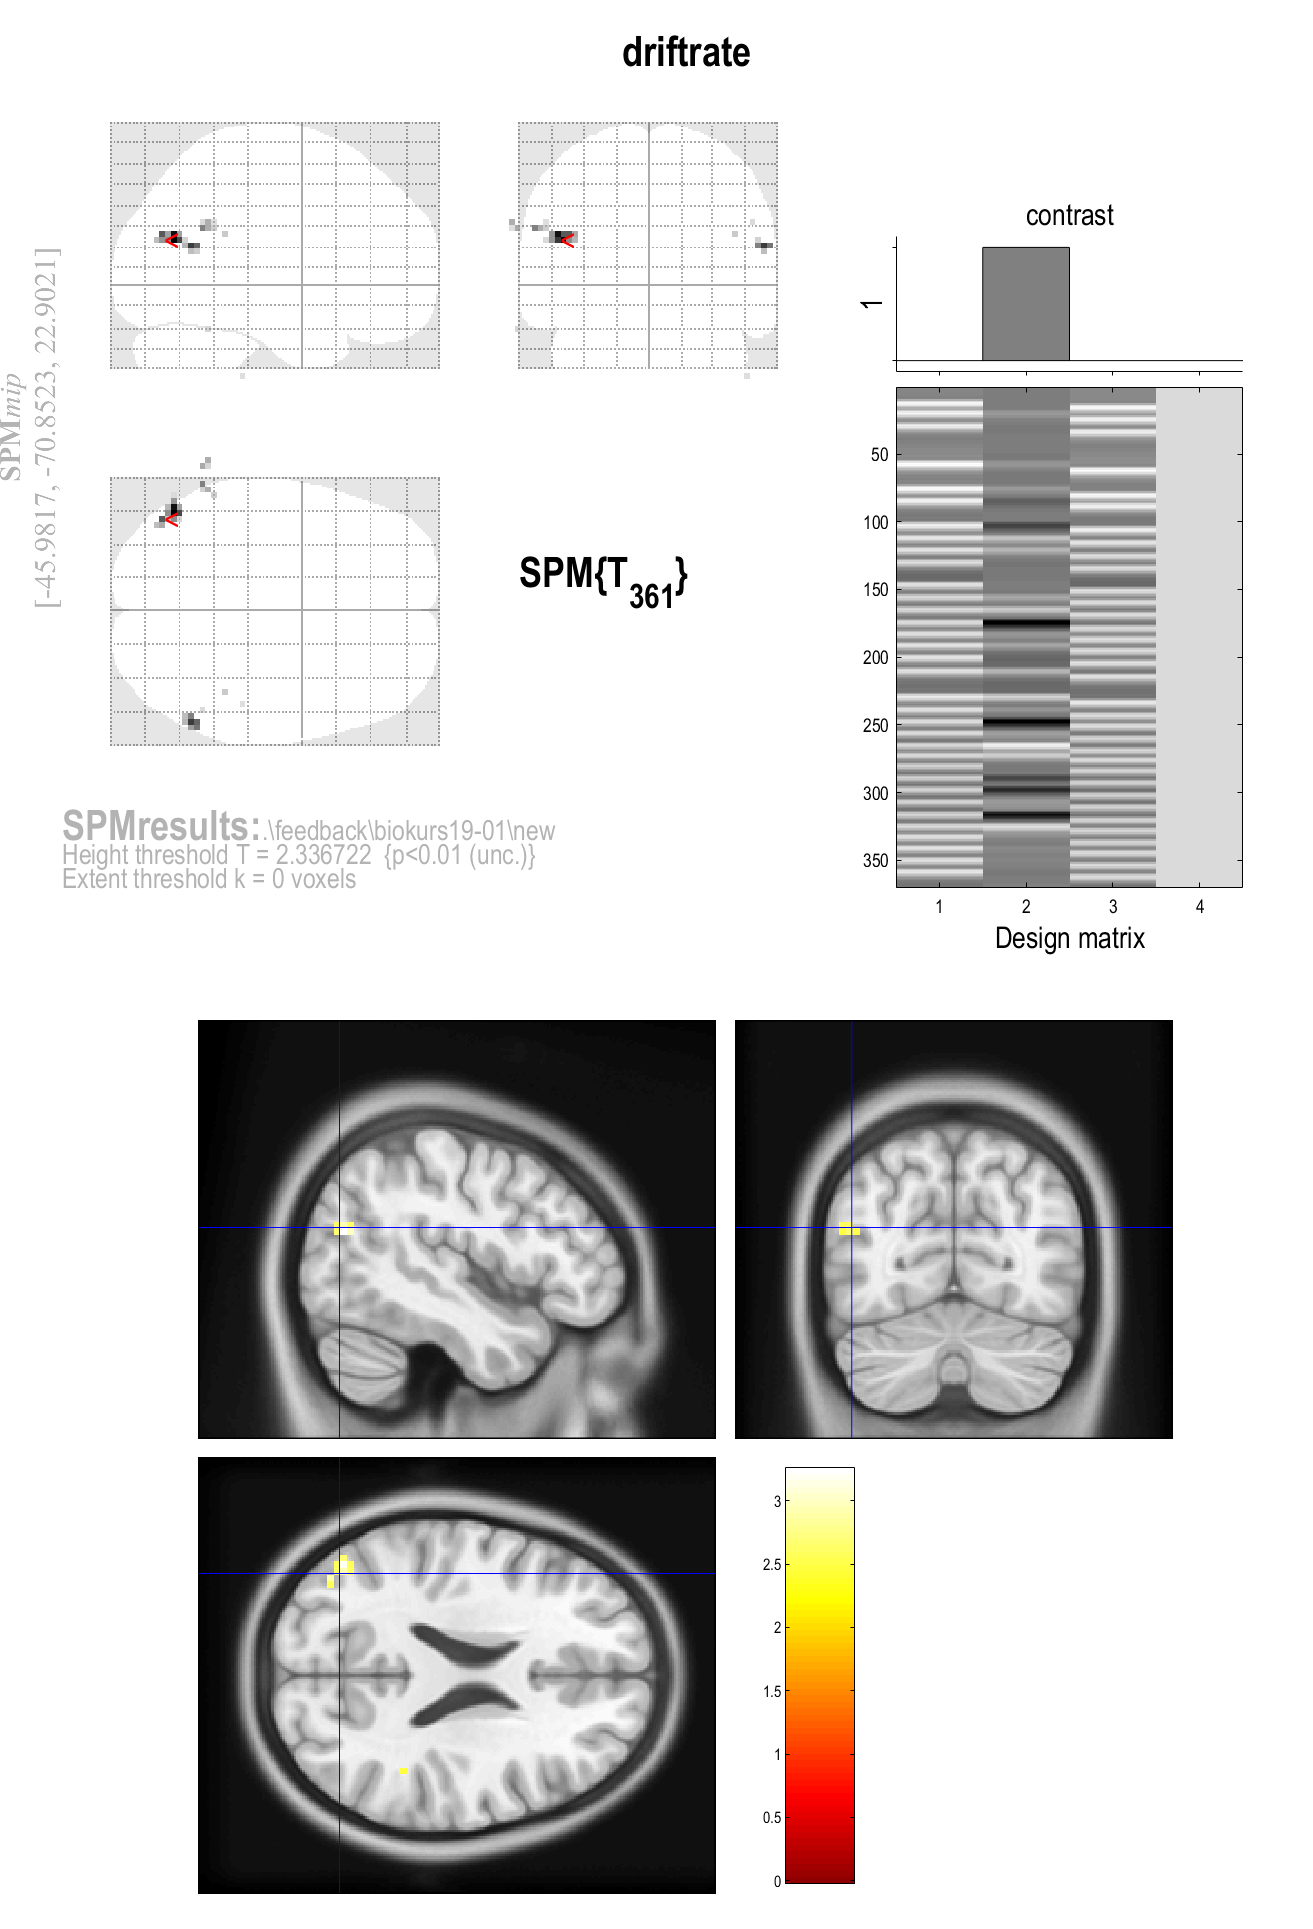 driftrate
SPMmip
[-45.9817, -70.8523, 22.9021]
SPM{T361}
SPMresults:.\feedback\biokurs19-01\new
Height threshold T = 2.336722 {p<0.01 (unc.)}
Extent threshold k = 0 voxels
contrast
1
50
100
150
200
250
300
350
1 2 3 4
Design matrix
3
2.5
2
1.5
1
0.5
0